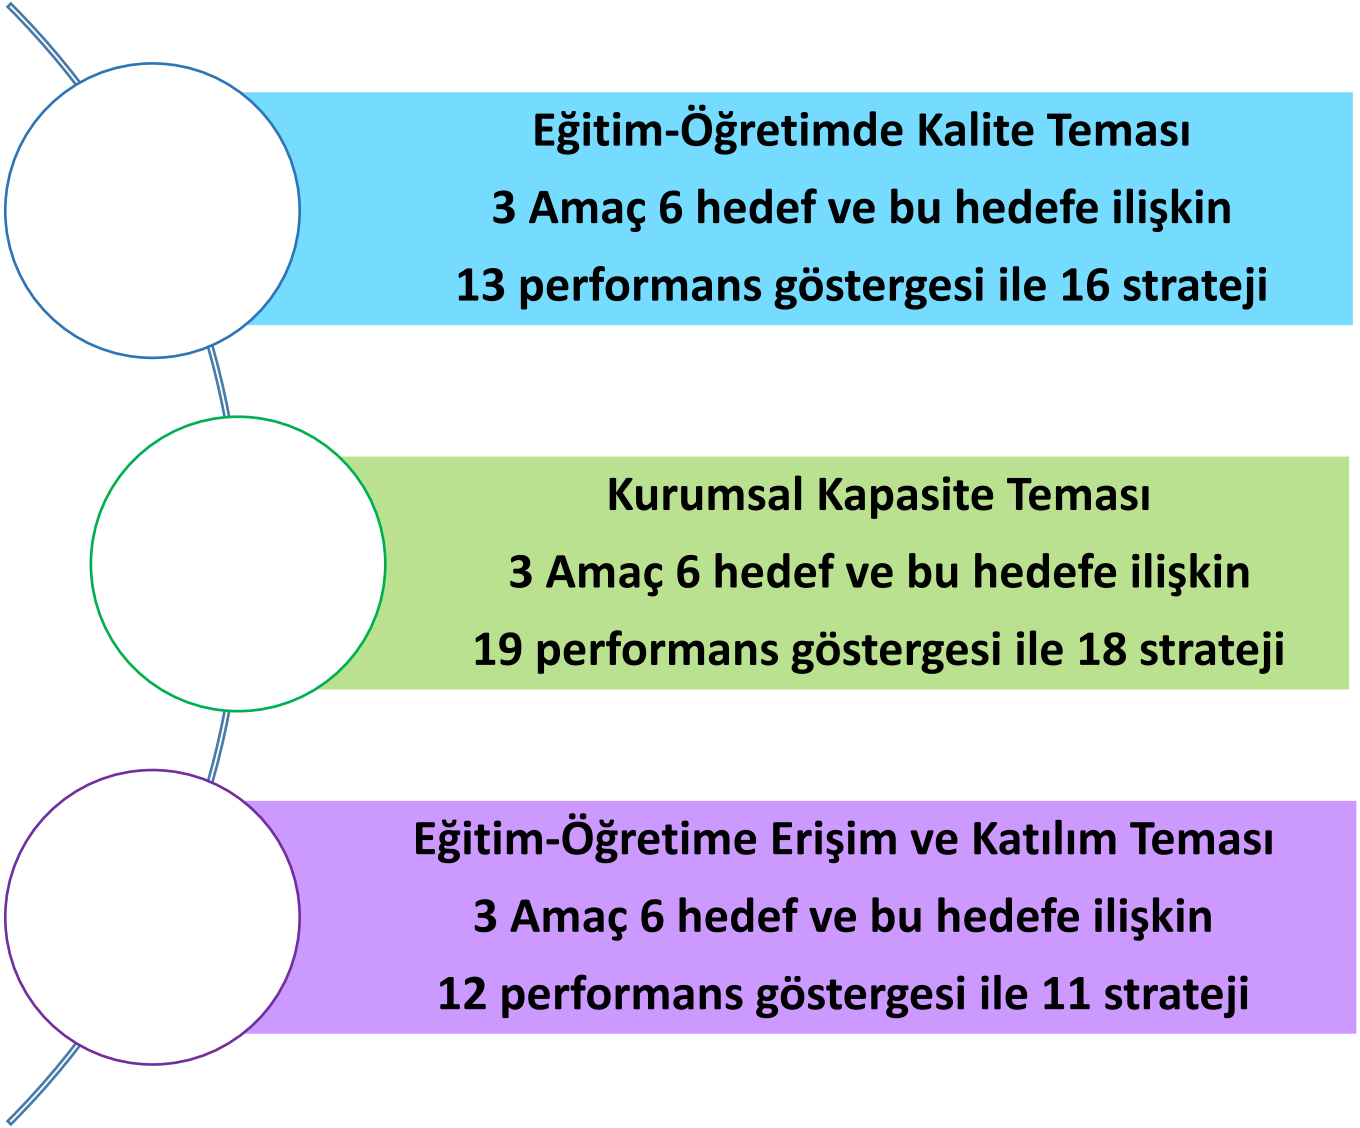 Eğitim-Öğretimde Kalite Teması
3 Amaç 6 hedef ve bu hedefe ilişkin
13 performans göstergesi ile 16 strateji
Kurumsal Kapasite Teması
3 Amaç 6 hedef ve bu hedefe ilişkin
19 performans göstergesi ile 18 strateji
Eğitim-Öğretime Erişim ve Katılım Teması
3 Amaç 6 hedef ve bu hedefe ilişkin
12 performans göstergesi ile 11 strateji